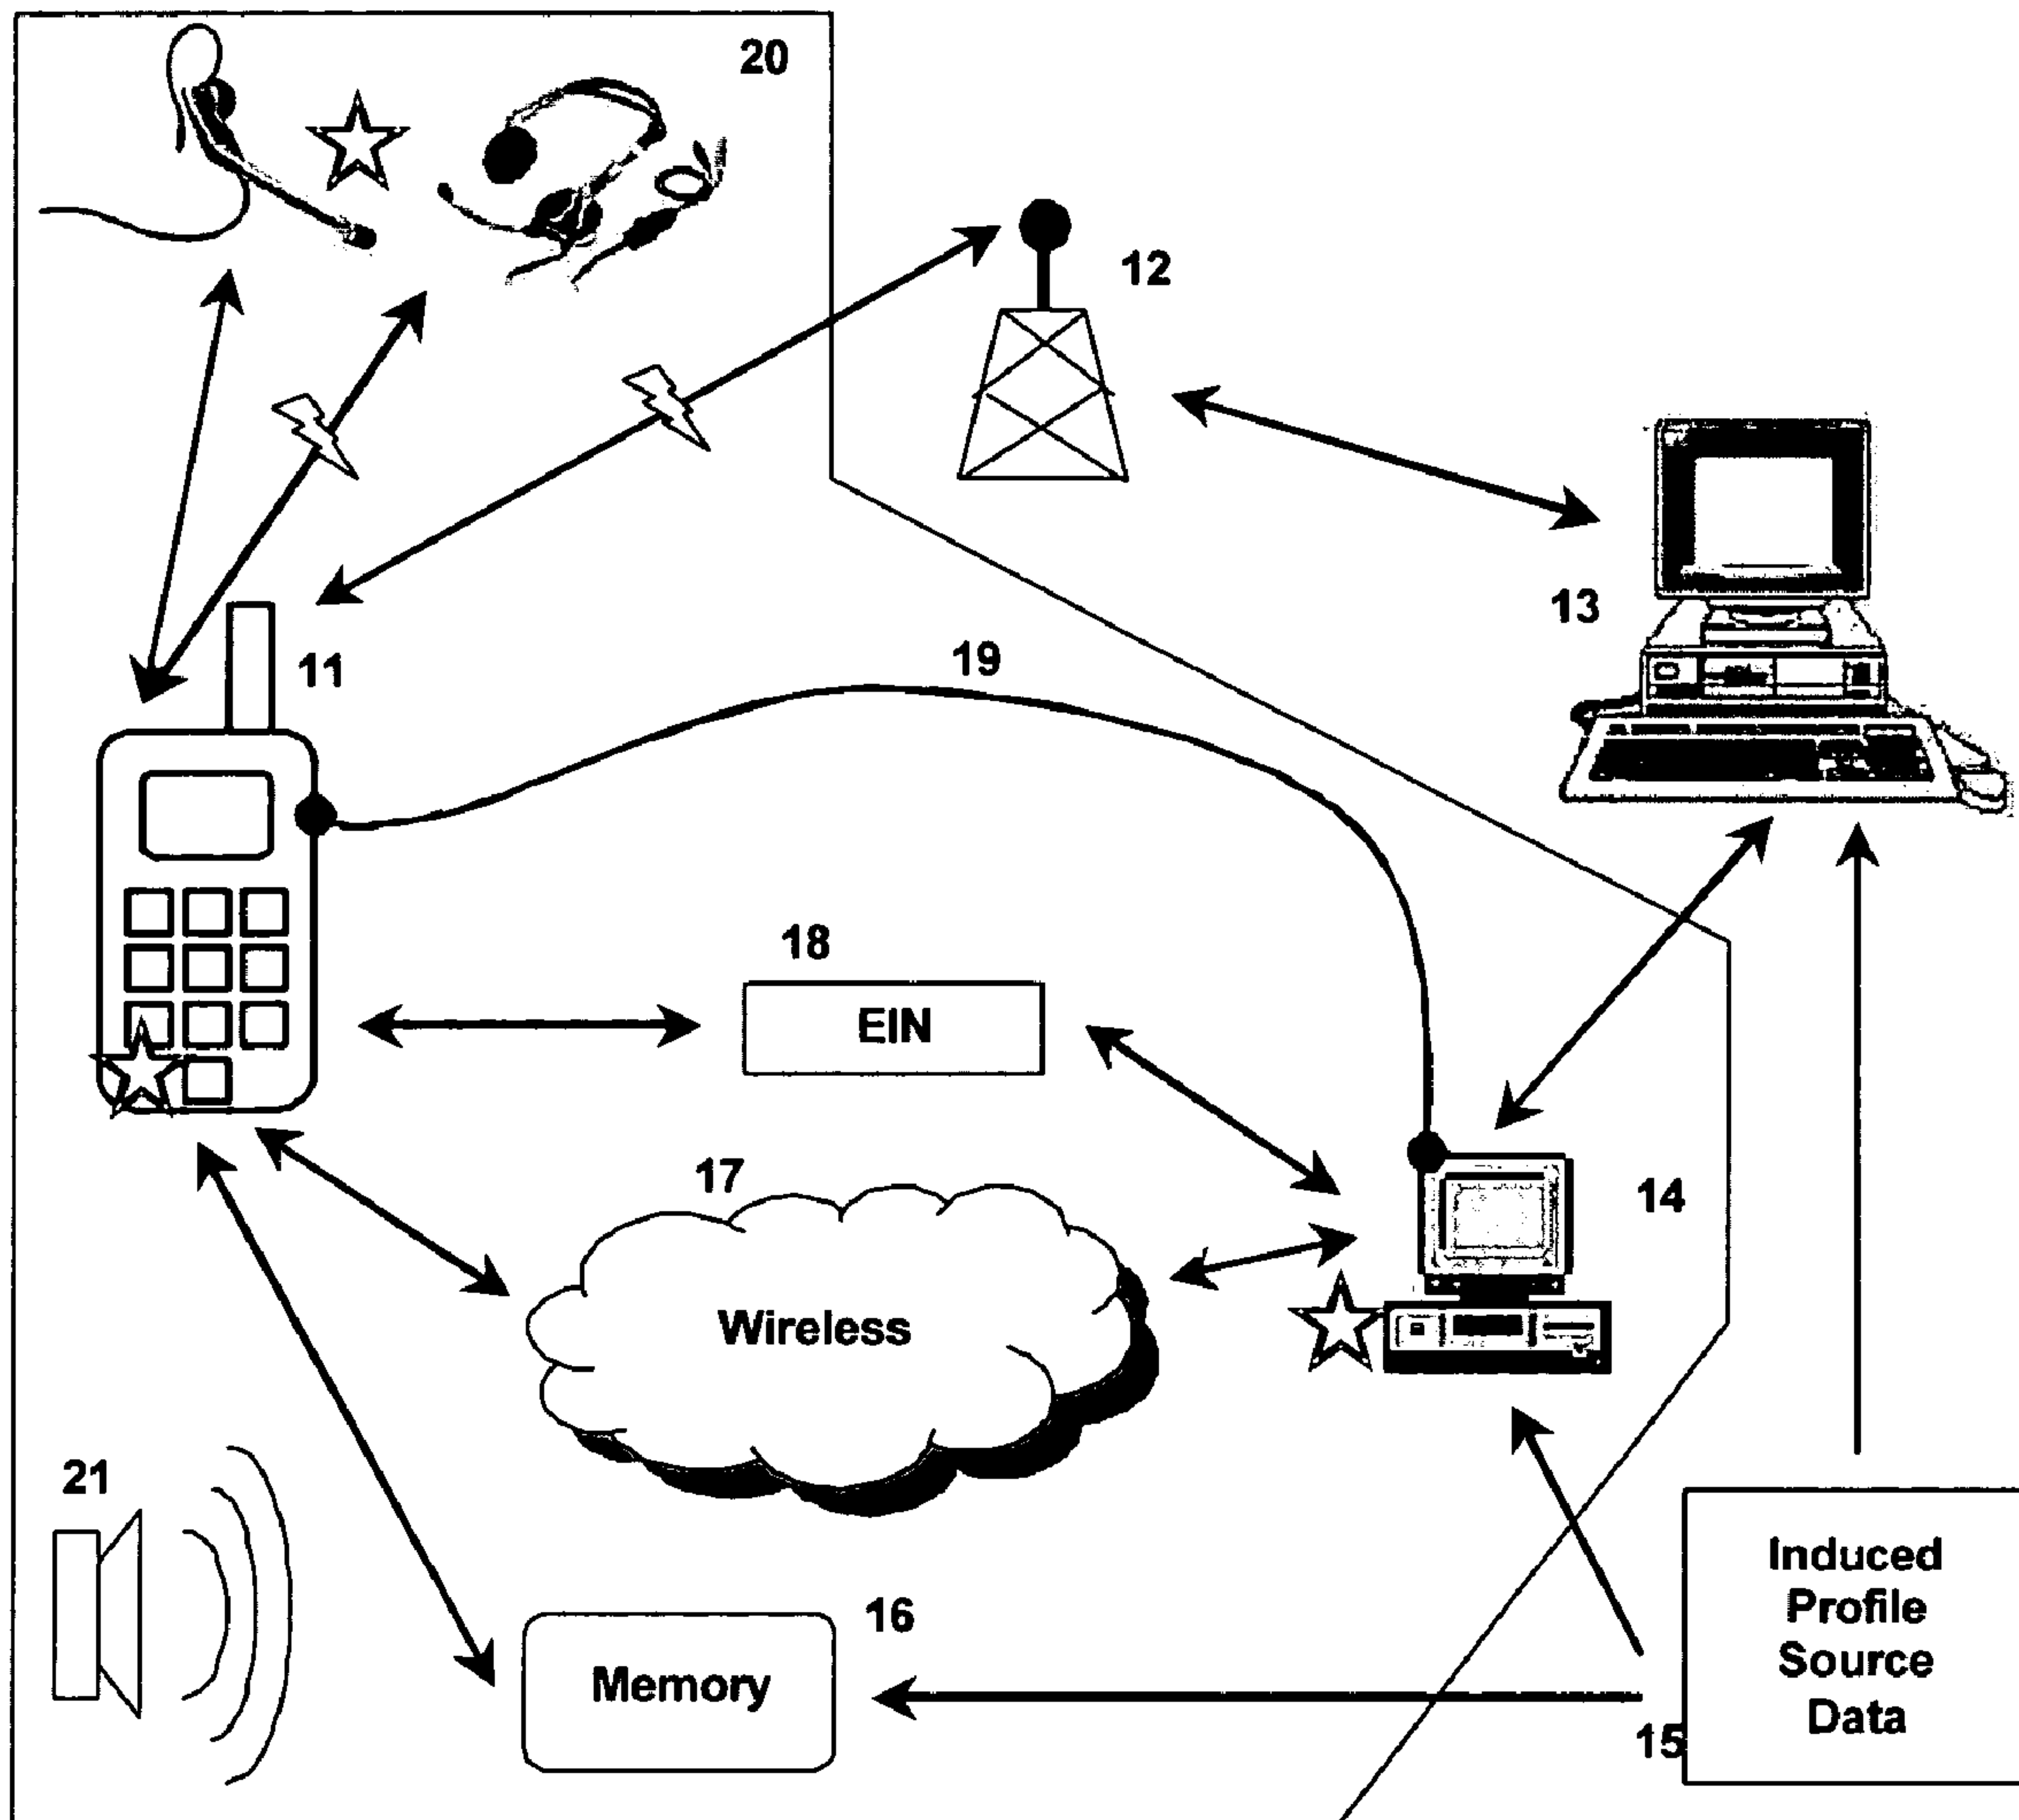 20
12
13
11
19
18
EIN
17
14
Wireless
21
Induced
Profile
Source
Data
16
Memory
15